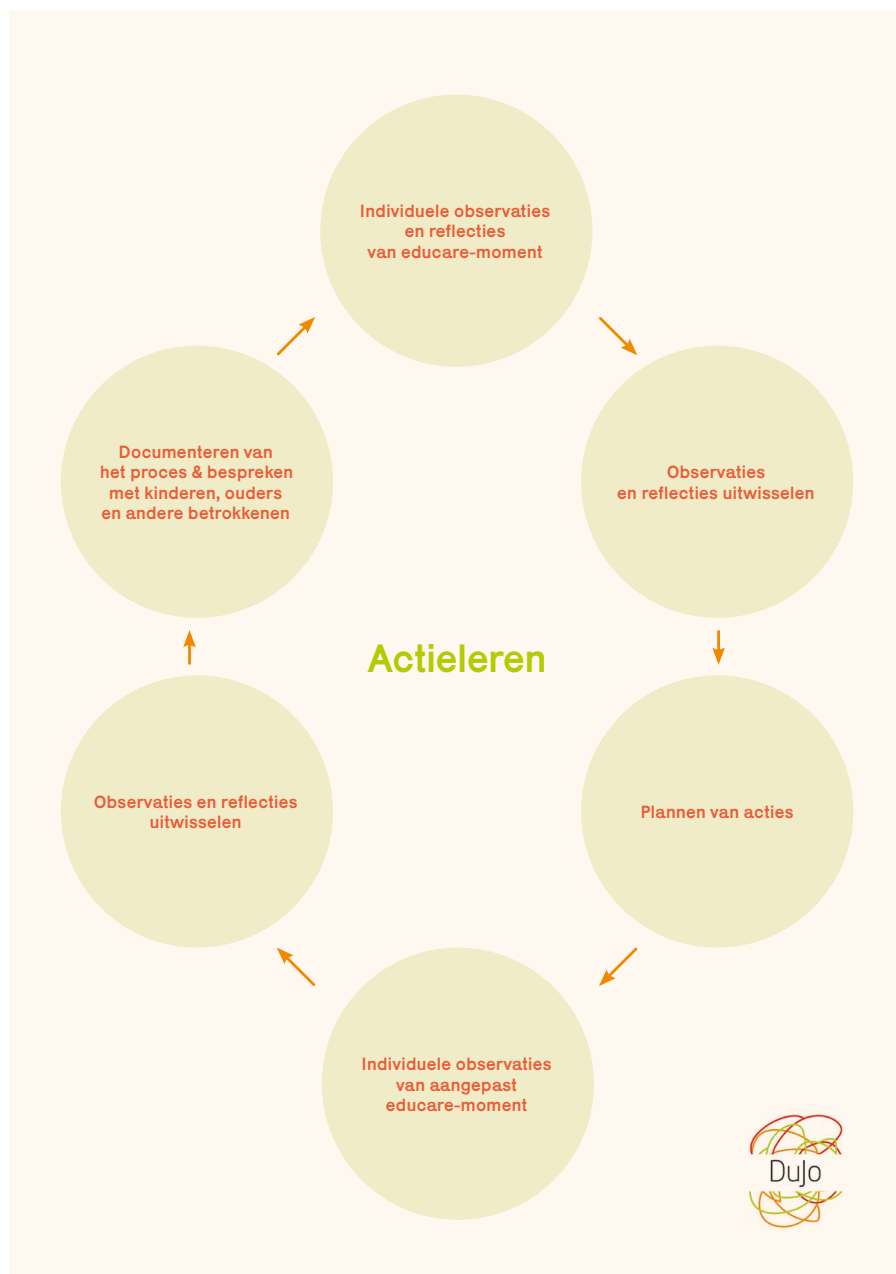 Individuele observaties
en reflecties
van educare-moment
Observaties
en reflecties uitwisselen
Plannen van acties
Individuele observaties
van aangepast
educare-moment
Observaties en reflecties
uitwisselen
Documenteren van
het proces & bespreken
met kinderen, ouders
en andere betrokkenen
Actieleren
DuJo